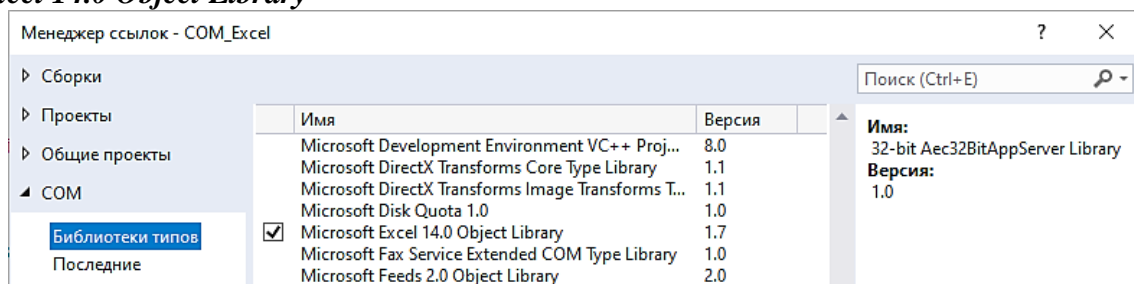 14.0 Object Library
Менеджер ссылок - COM_Excel
?
Сборки
Проекты
Общие проекты
COM
Библиотеки типов
Последние
Имя Версия
Microsoft Development Environment VC++ Proj... 8.0
Microsoft DirectX Transforms Core Type Library 1.1
Microsoft DirectX Transforms Image Transforms T... 1.1
Microsoft Disk Quota 1.0 1.0
Microsoft Excel 14.0 Object Library 1.7
Microsoft Fax Service Extended COM Type Library 1.0
Microsoft Feeds 2.0 Object Library 2.0
Поиск (Ctrl+E)
Имя:
32-bit Aec32BitAppServer Library
Версия:
1.0